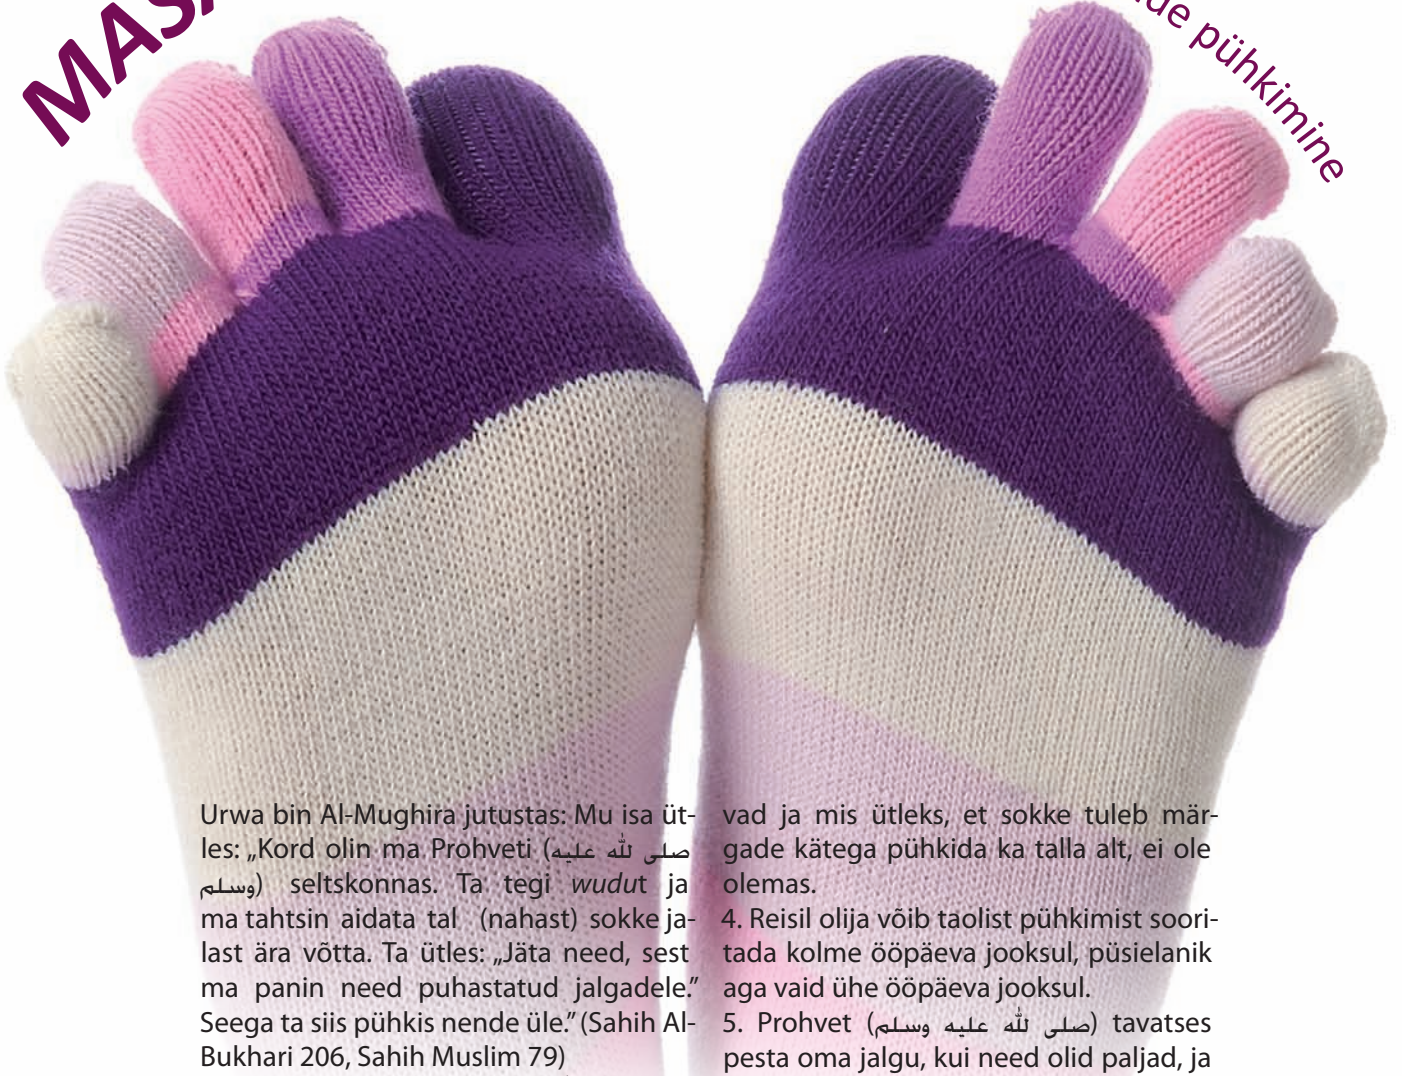 MASA
de pühkimine
Urwa bin Al-Mughira jutustas: Mu isa üt-
les: „Kord olin ma Prohveti (صلى لله عليه
وسلم) seltskonnas. Ta tegi wudut ja
ma tahtsin aidata tal (nahast) sokke ja-
last ära võtta. Ta ütles: „Jäta need, sest
ma panin need puhastatud jalgadele.”
Seega ta siis pühkis nende üle.” (Sahih Al-
Bukhari 206, Sahih Muslim 79)
vad ja mis ütleks, et sokke tuleb mär-
gade kätega pühkida ka talla alt, ei ole
olemas.
4. Reisil olija võib taolist pühkimist soori-
tada kolme ööpäeva jooksul, püsielanik
aga vaid ühe ööpäeva jooksul.
5. Prohvet (صلى لله عليه وسلم) tavatses
pesta oma jalgu, kui need olid paljad, ja